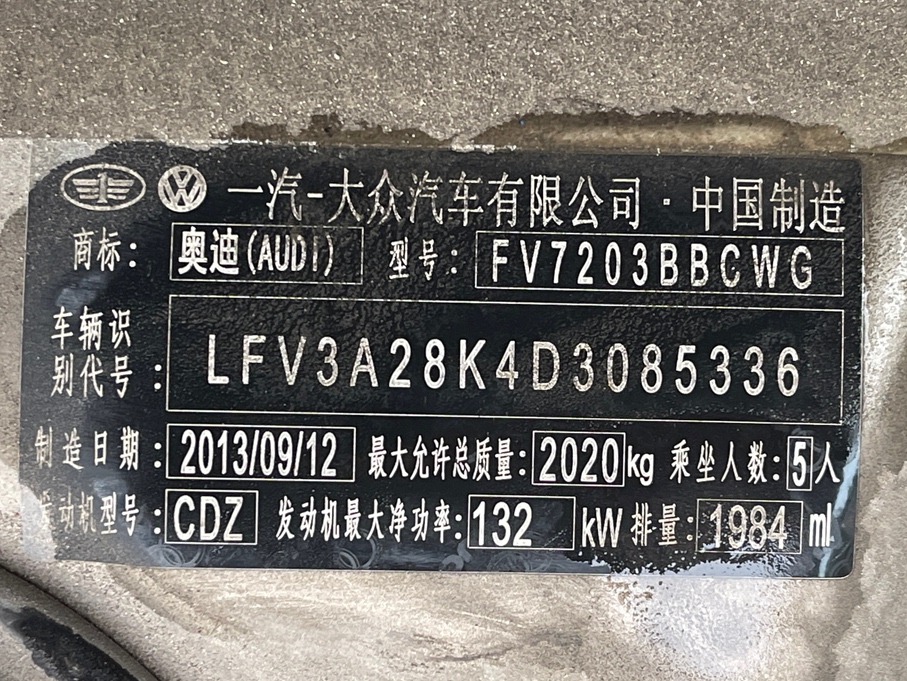 一汽-大众汽车有限公司·中国制造
商标: 奥迪(AUDI) 型号: FV7203BBCWG
车辆识别代号: LFV3A28K4D3085336
制造日期: 2013/09/12 最大允许总质量: 2020kg 乘坐人数: 5人
发动机型号: CDZ 发动机最大净功率: 132 kW 排量: 1984 ml